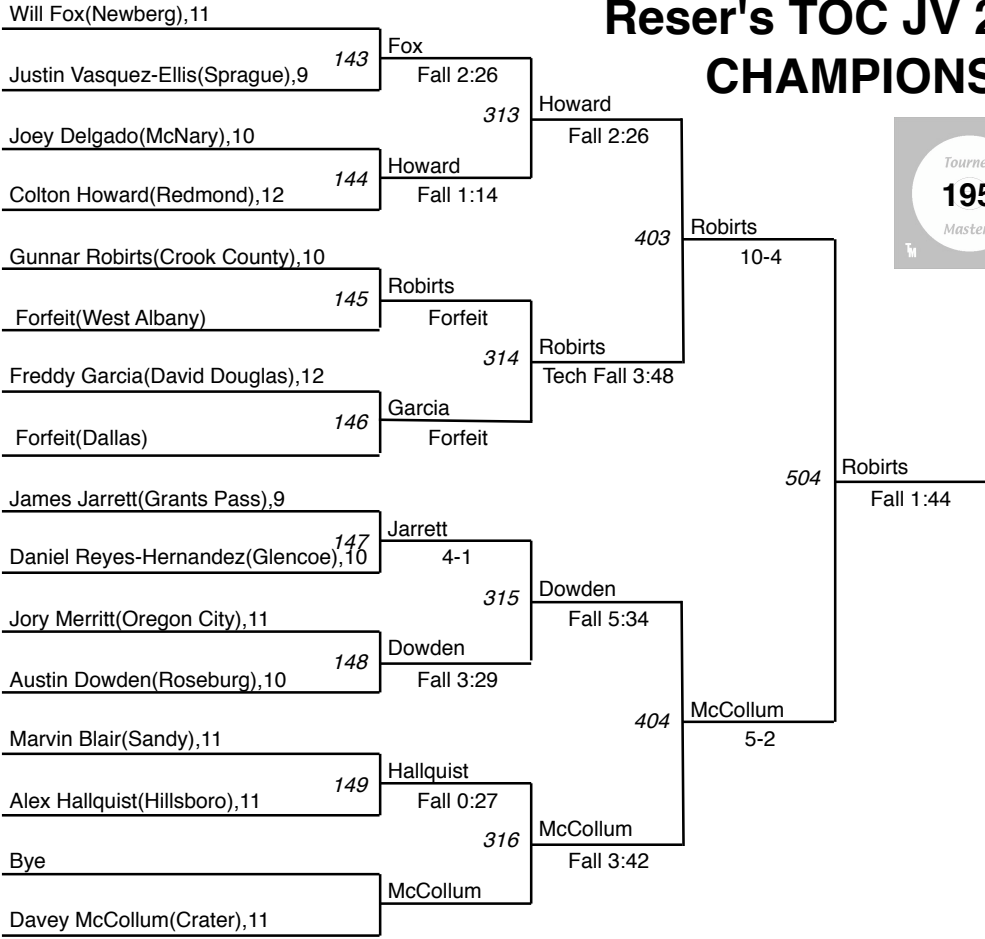 Reser's TOC JV
CHAMPIONS
Will Fox(Newberg),11
143
Fox
Fall 2:26
Justin Vasquez-Ellis(Sprague),9
313
Howard
Fall 2:26
Joey Delgado(McNary),10
144
Howard
Fall 1:14
Colton Howard(Redmond),12
403
Robirts
10-4
Gunnar Robirts(Crook County),10
145
Robirts
Forfeit
Forfeit(West Albany)
314
Robirts
Tech Fall 3:48
Freddy Garcia(David Douglas),12
146
Garcia
Forfeit
Forfeit(Dallas)
504
Robirts
Fall 1:44
James Jarrett(Grants Pass),9
147
Jarrett
4-1
Daniel Reyes-Hernandez(Glencoe),10
315
Dowden
Fall 5:34
Jory Merritt(Oregon City),11
148
Dowden
Fall 3:29
Austin Dowden(Roseburg),10
404
McCollum
5-2
Marvin Blair(Sandy),11
149
Hallquist
Fall 0:27
Alex Hallquist(Hillsboro),11
316
McCollum
Fall 3:42
Bye
McCollum
Davey McCollum(Crater),11
Tourne
195
Master
TM